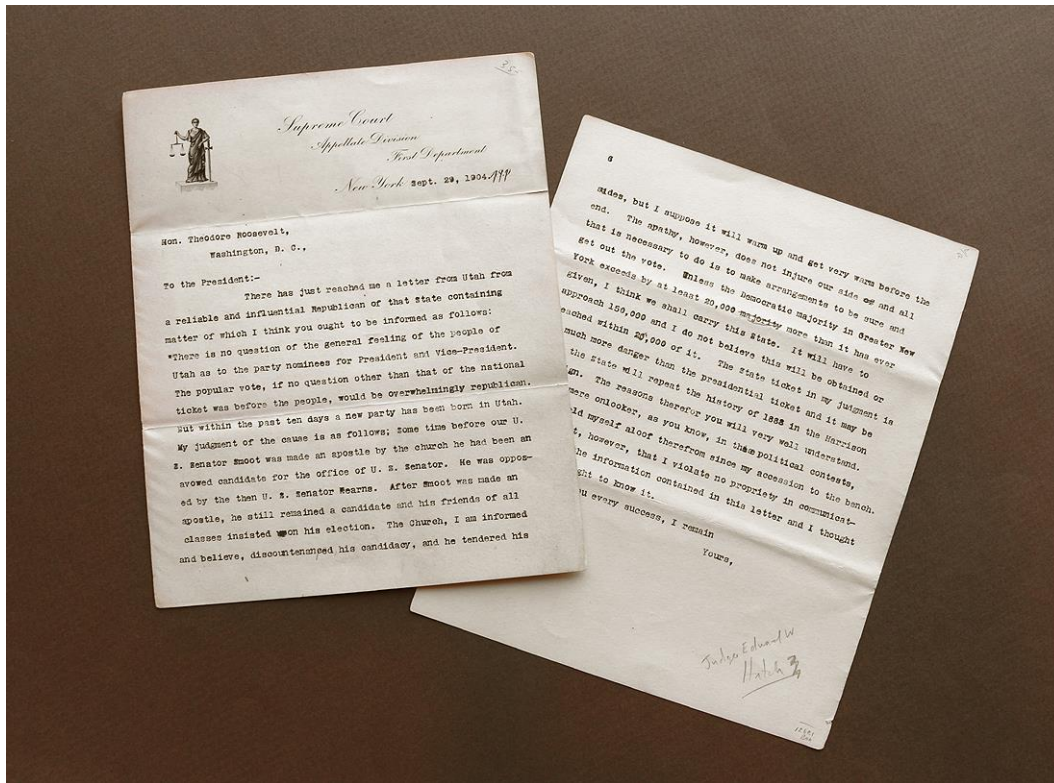 Supreme Court
Appellate Division
First Department
New York Sept. 29, 1904.
Hon. Theodore Roosevelt,
Washington, D. C.,
To the President:-
There has just reached me a letter from Utah from
a reliable and influential Republican of that State containing
matter of which I think you ought to be informed as follows:
"There is no question of the general feeling of the people of
Utah as to the party nominees for President and Vice-President.
The popular vote, if no question other than that of the national
ticket was before the people, would be overwhelmingly republican.
But within the past ten days a new party has been born in Utah.
My judgment of the cause is as follows; Some time before our U.
S. Senator Smoot was made an apostle by the church he had been an
avowed candidate for the office of U. S. Senator. He was oppos-
ed by the then U. S. Senator Kearns. After Smoot was made an
apostle, he still remained a candidate and his friends of all
classes insisted upon his election. The Church, I am informed
and believe, discountenanced his candidacy, and he tendered his
6
sides, but I suppose it will warm up and get very warm before the
end. The apathy, however, does not injure our side and all
that is necessary to do is to make arrangements to be sure and
get out the vote. Unless the Democratic majority in Greater New
York exceeds by at least 20,000 majority more than it has ever
given, I think we shall carry this State. It will have to
approach 150,000 and I do not believe this will be obtained or
eached within 25,000 of it. The State ticket in my judgment is
much more danger than the presidential ticket and it may be
the State will repeat the history of 1888 in the Harrison
gn. The reasons therefor you will very well understand.
mere onlooker, as you know, in these political contests,
ld myself aloof therefrom since my accession to the bench.
t, however, that I violate no propriety in communicat-
he information contained in this letter and I thought
ght to know it.
u every success, I remain
Yours,
Judge Edward W
Hatch